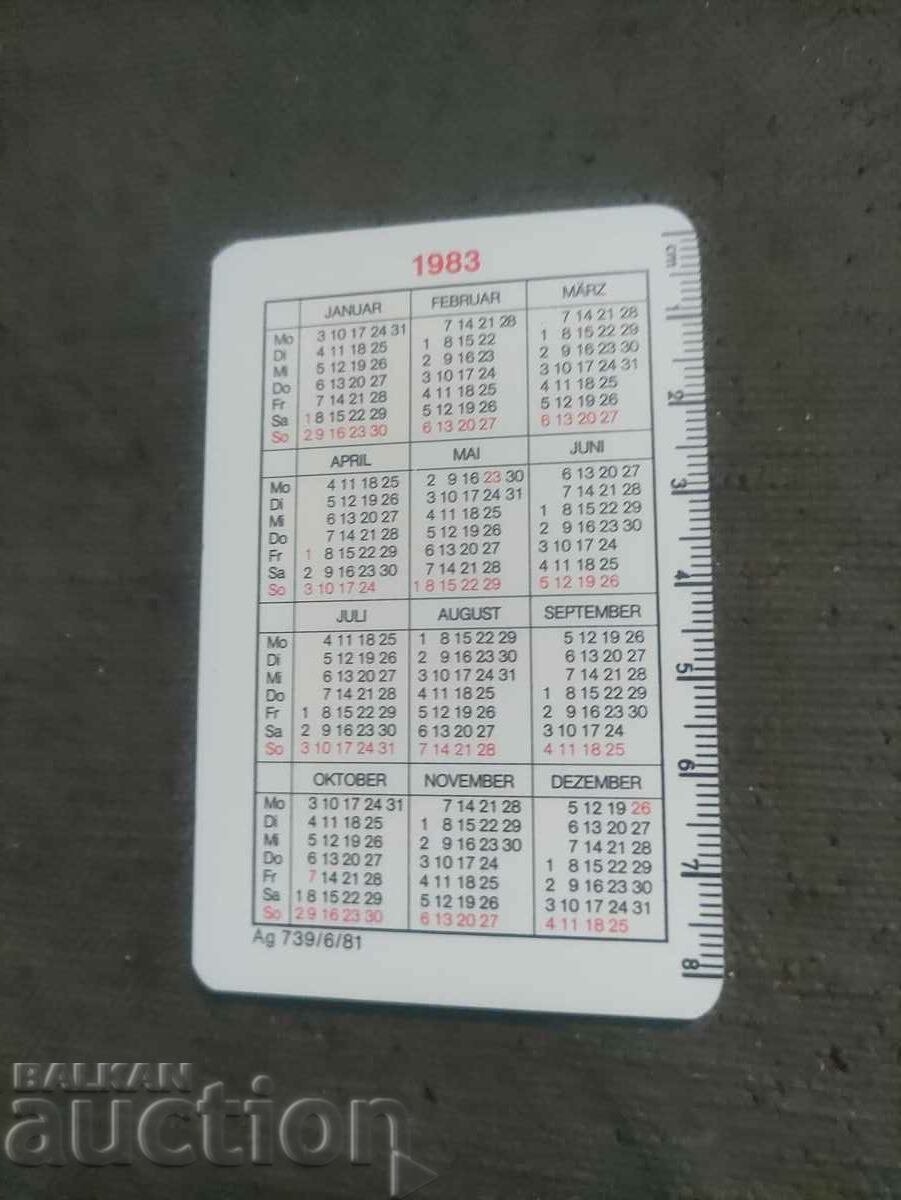 1983
JANUAR FEBRUAR MÄRZ
Mo 3 10 17 24 31 7 14 21 28 7 14 21 28
Di 4 11 18 25 1 8 15 22 1 8 15 22 29
Mi 5 12 19 26 2 9 16 23 2 9 16 23 30
Do 6 13 20 27 3 10 17 24 3 10 17 24 31
Fr 7 14 21 28 4 11 18 25 4 11 18 25
Sa 1 8 15 22 29 5 12 19 26 5 12 19 26
So 2 9 16 23 30 6 13 20 27 6 13 20 27
APRIL MAI JUNI
Mo 4 11 18 25 2 9 16 23 30 6 13 20 27
Di 5 12 19 26 3 10 17 24 31 7 14 21 28
Mi 6 13 20 27 4 11 18 25 1 8 15 22 29
Do 7 14 21 28 5 12 19 26 2 9 16 23 30
Fr 1 8 15 22 29 6 13 20 27 3 10 17 24
Sa 2 9 16 23 30 7 14 21 28 4 11 18 25
So 3 10 17 24 1 8 15 22 29 5 12 19 26
JULI AUGUST SEPTEMBER
Mo 4 11 18 25 1 8 15 22 29 5 12 19 26
Di 5 12 19 26 2 9 16 23 30 6 13 20 27
Mi 6 13 20 27 3 10 17 24 31 7 14 21 28
Do 7 14 21 28 4 11 18 25 1 8 15 22 29
Fr 1 8 15 22 29 5 12 19 26 2 9 16 23 30
Sa 2 9 16 23 30 6 13 20 27 3 10 17 24
So 3 10 17 24 31 7 14 21 28 4 11 18 25
OKTOBER NOVEMBER DEZEMBER
Mo 3 10 17 24 31 7 14 21 28 5 12 19 26
Di 4 11 18 25 1 8 15 22 29 6 13 20 27
Mi 5 12 19 26 2 9 16 23 30 7 14 21 28
Do 6 13 20 27 3 10 17 24 1 8 15 22 29
Fr 7 14 21 28 4 11 18 25 2 9 16 23 30
Sa 1 8 15 22 29 5 12 19 26 3 10 17 24 31
So 2 9 16 23 30 6 13 20 27 4 11 18 25
Ag 739/6/81
cm 1 2 3 4 5 6 7 8
BALKAN
auction